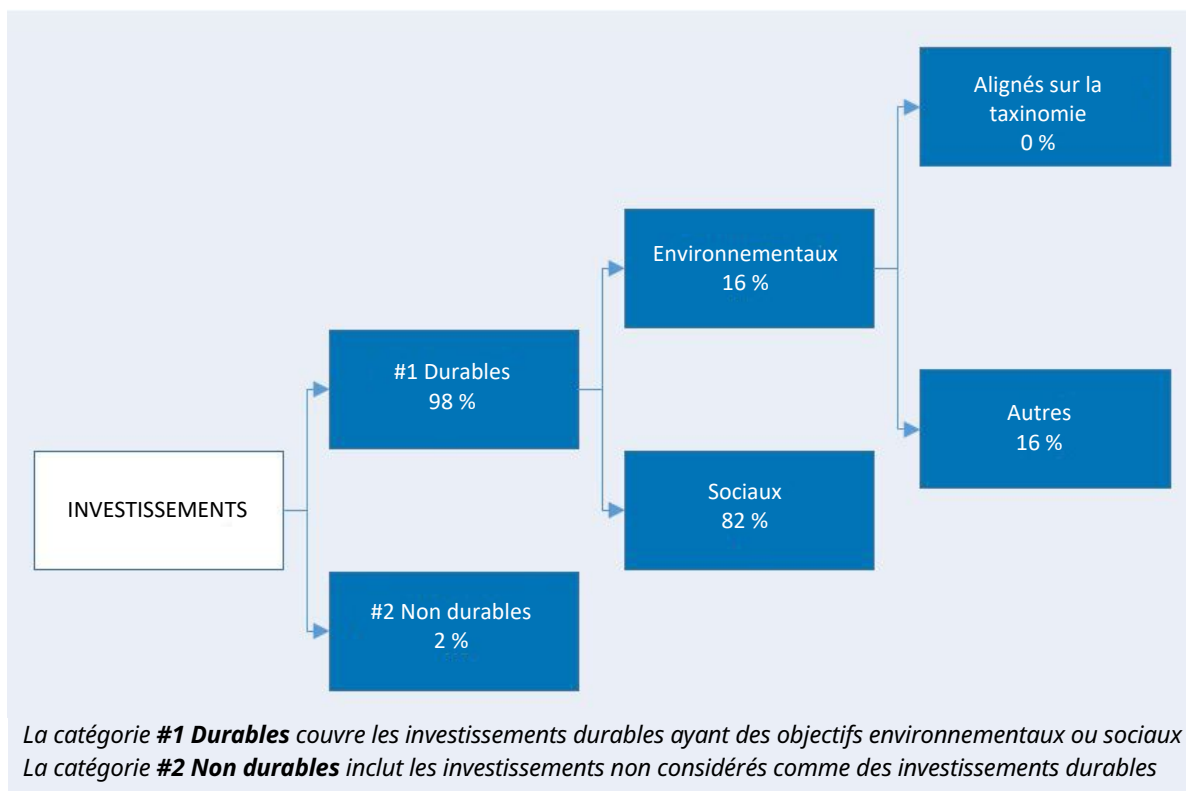 Alignés sur la
taxinomie
0 %
Environnementaux
16 %
#1 Durables
98 %
Autres
16 %
INVESTISSEMENTS
Sociaux
82 %
#2 Non durables
2 %
La catégorie #1 Durables couvre les investissements durables ayant des objectifs environnementaux ou sociaux
La catégorie #2 Non durables inclut les investissements non considérés comme des investissements durables